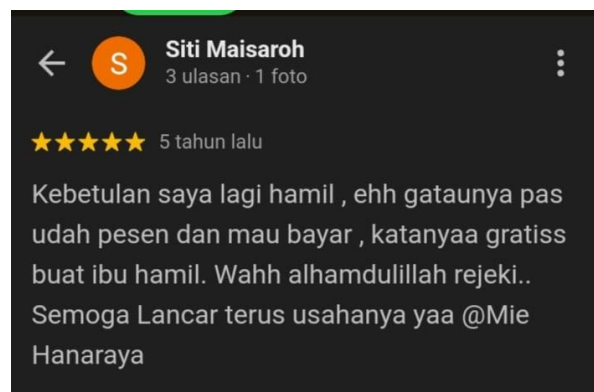 S
Siti Maisaroh
3 ulasan · 1 foto
5 tahun lalu
Kebetulan saya lagi hamil , ehh gataunya pas
udah pesen dan mau bayar , katanyaa gratiss
buat ibu hamil. Wahh alhamdulillah rejeki..
Semoga Lancar terus usahanya yaa @Mie
Hanaraya